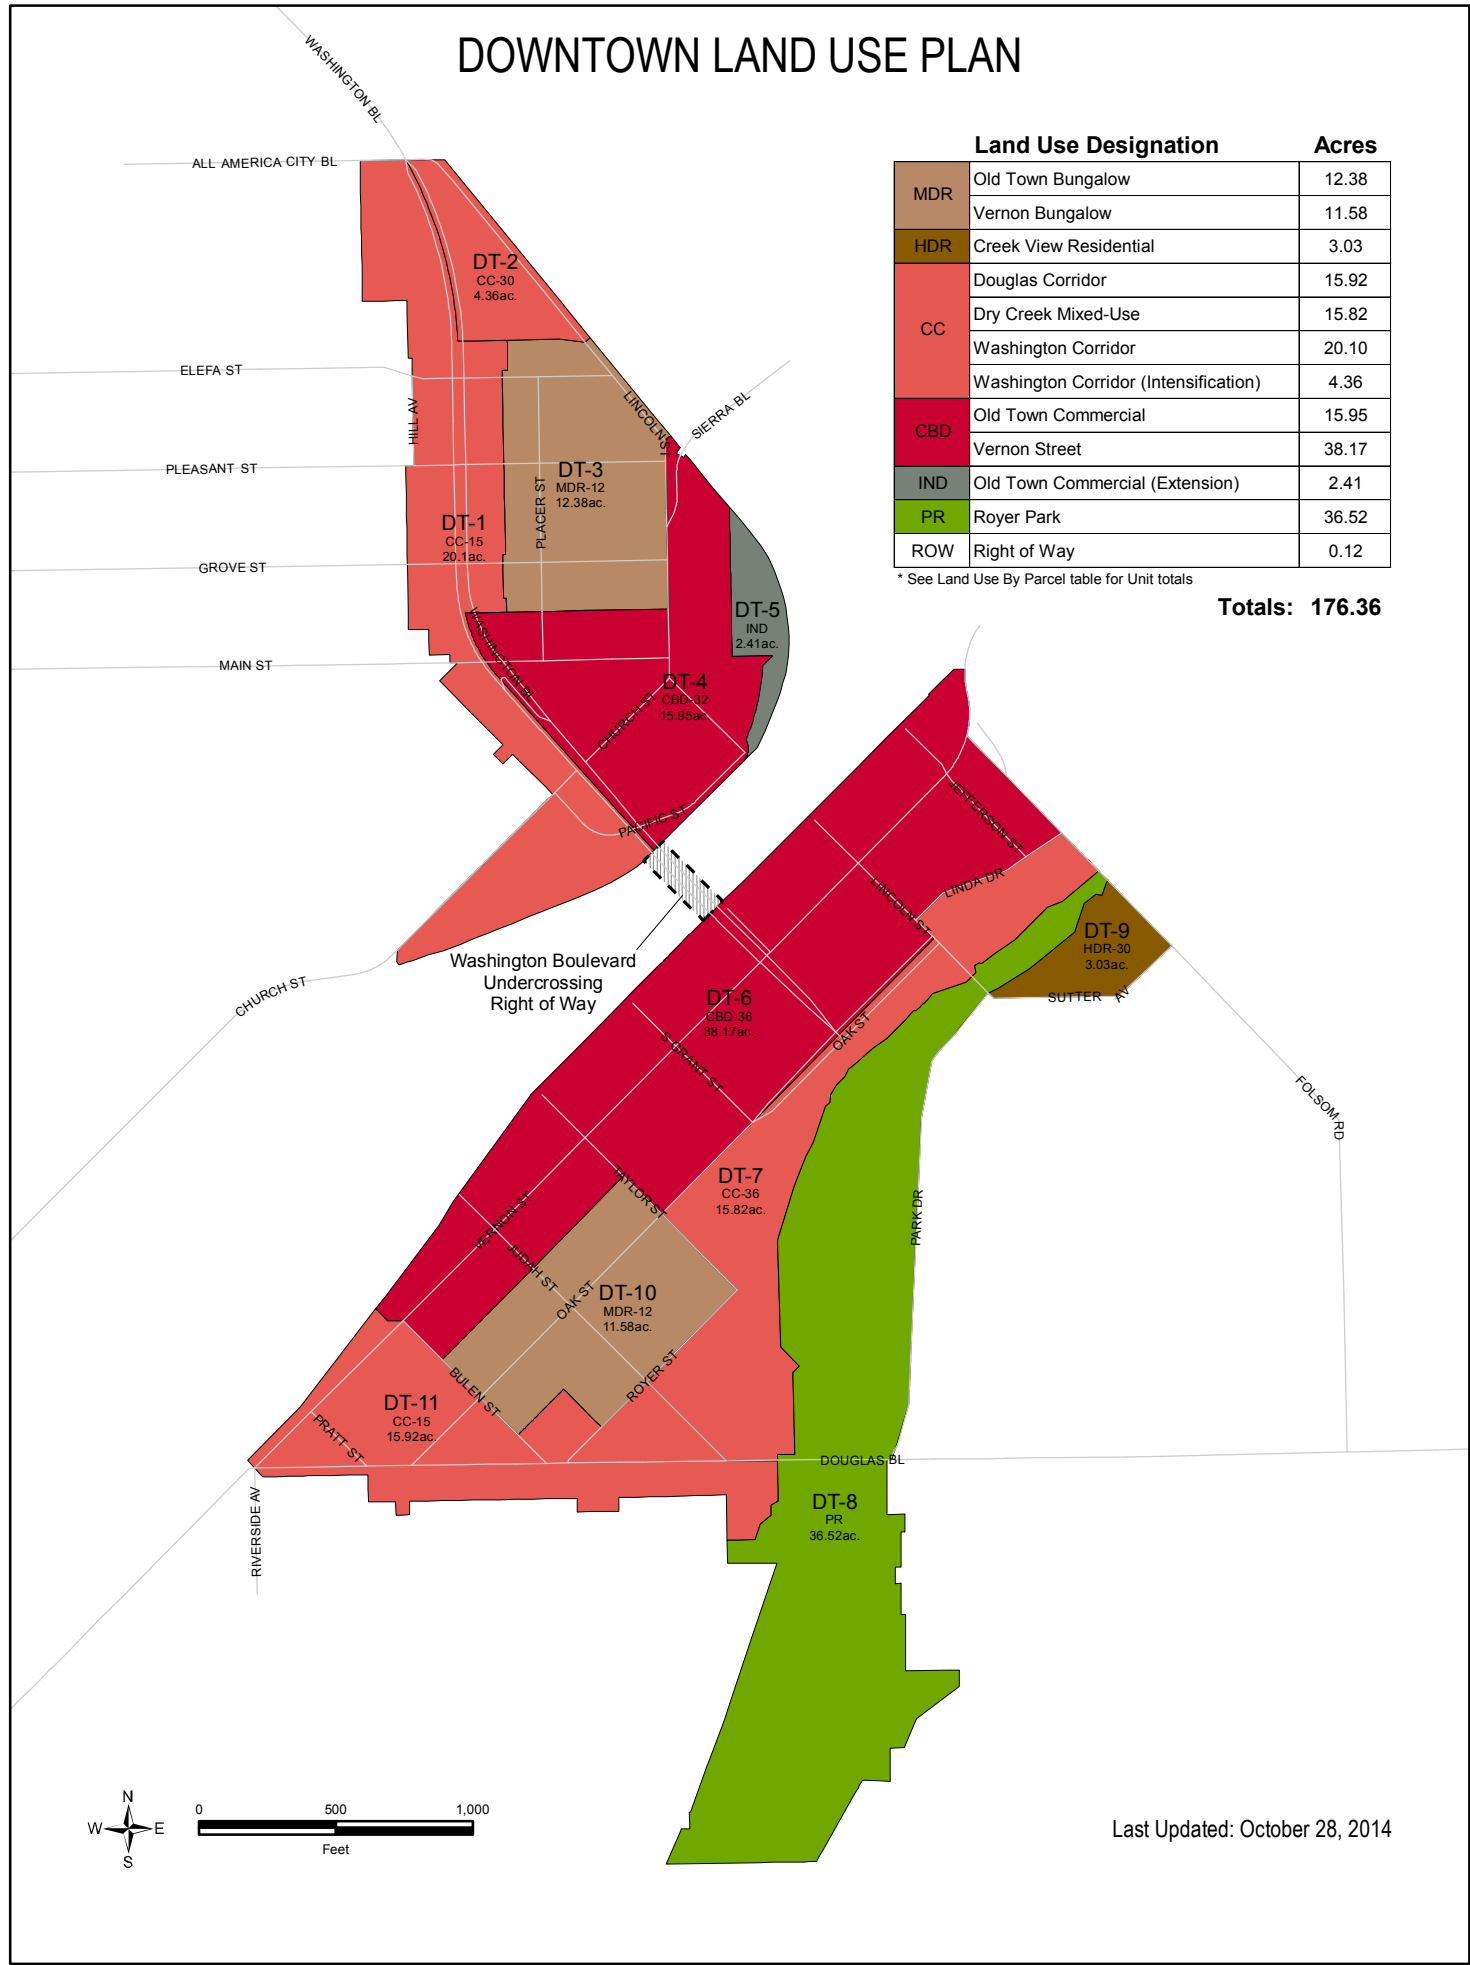 DOWNTOWN LAND USE PLAN
WASHINGTON BL
ALL AMERICA CITY BL
Land Use Designation Acres
MDR
Old Town Bungalow 12.38
Vernon Bungalow 11.58
HDR Creek View Residential 3.03
CC
Douglas Corridor 15.92
Dry Creek Mixed-Use 15.82
Washington Corridor 20.10
Washington Corridor (Intensification) 4.36
CBD
Old Town Commercial 15.95
Vernon Street 38.17
IND Old Town Commercial (Extension) 2.41
PR Royer Park 36.52
ROW Right of Way 0.12
* See Land Use By Parcel table for Unit totals
Totals: 176.36
DT-2
CC-30
4.36ac.
ELEFA ST
HILL AV
LINCOLN ST
SIERRA BL
PLEASANT ST
DT-3
MDR-12
12.38ac.
PLACER ST
DT-1
CC-15
20.1ac.
GROVE ST
DT-5
IND
2.41ac.
WASHINGTON BL
MAIN ST
DT-4
CBD-32
15.95ac.
CHURCH ST
PACIFIC ST
JEFFERSON ST
LINDA DR
LINCOLN ST
DT-9
HDR-30
3.03ac.
SUTTER AV
Washington Boulevard
Undercrossing
Right of Way
CHURCH ST
DT-6
CBD-36
38.17ac.
OAK ST
S GRANT ST
FOLSOM RD
TAYLOR ST
DT-7
CC-36
15.82ac.
PARK DR
VERNON ST
JUDAH ST
OAK ST
DT-10
MDR-12
11.58ac.
ROYER ST
BULEN ST
DT-11
CC-15
15.92ac.
PRATT ST
DOUGLAS BL
RIVERSIDE AV
DT-8
PR
36.52ac.
N
W E
S
0 500 1,000
Feet
Last Updated: October 28, 2014